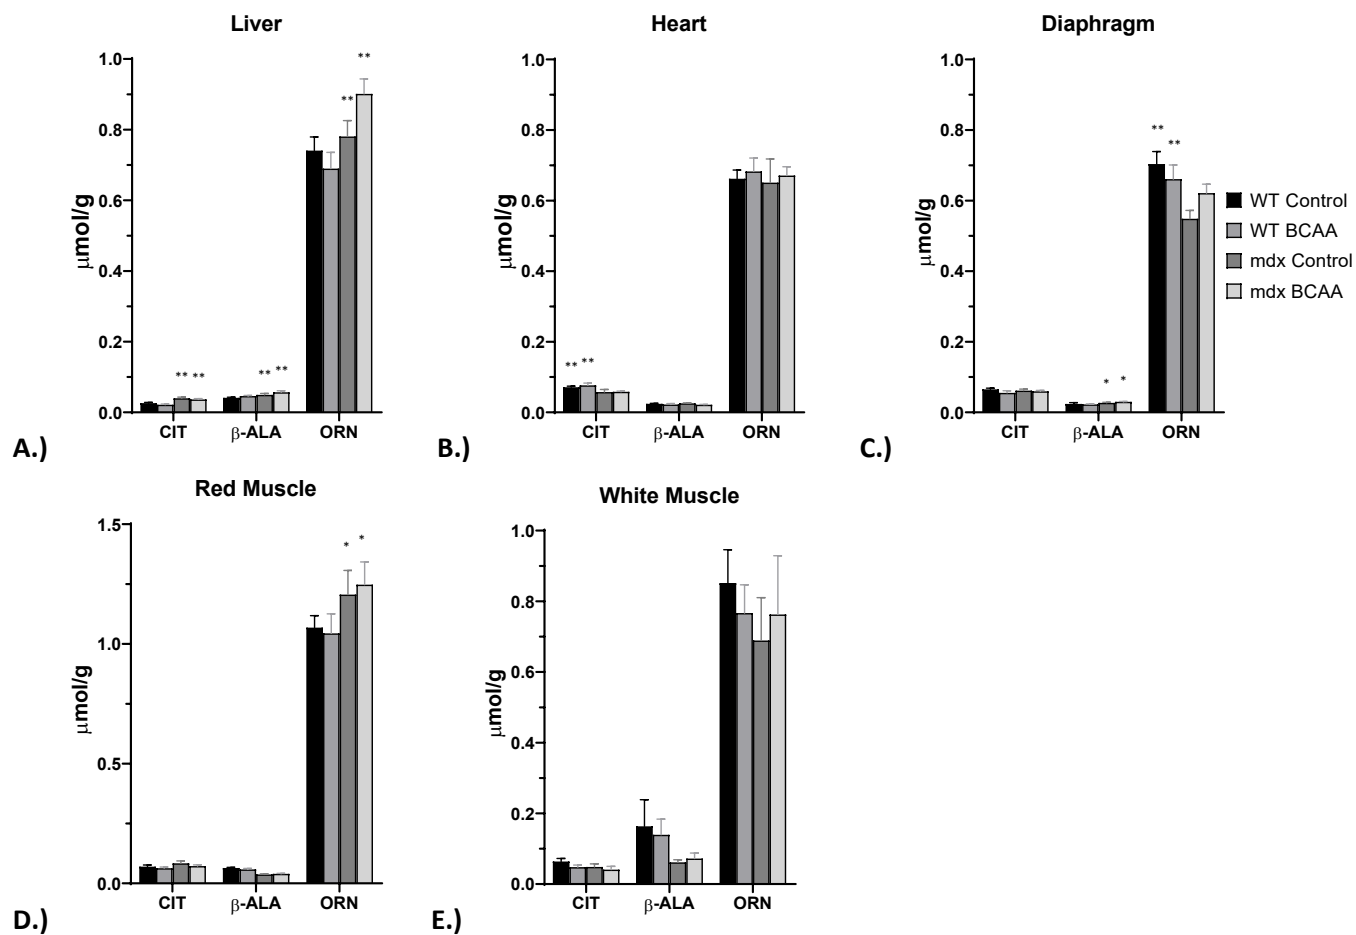 Liver
1.0
0.8
0.6
0.4
0.2
0.0
μmol/g
** **
** **
** **
CIT β-ALA ORN
A.)
Heart
1.0
0.8
0.6
0.4
0.2
0.0
μmol/g
** **
CIT β-ALA ORN
B.)
Diaphragm
1.0
0.8
0.6
0.4
0.2
0.0
μmol/g
* *
** **
CIT β-ALA ORN
C.)
WT Control
WT BCAA
mdx Control
mdx BCAA
Red Muscle
1.5
1.0
0.5
0.0
μmol/g
* *
CIT β-ALA ORN
D.)
White Muscle
1.0
0.8
0.6
0.4
0.2
0.0
μmol/g
CIT β-ALA ORN
E.)